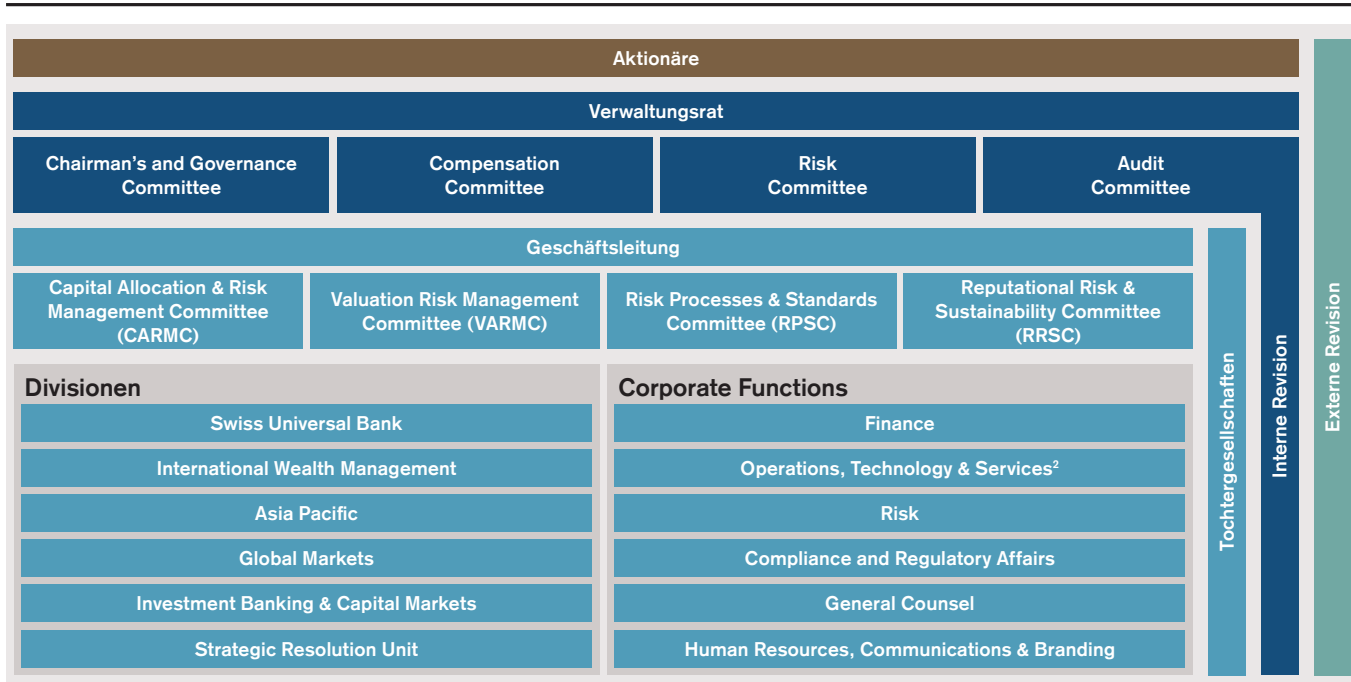 Aktionäre
Verwaltungsrat
Chairman's and Governance
Committee
Compensation
Committee
Risk
Committee
Audit
Committee
Geschäftsleitung
Capital Allocation & Risk
Management Committee
(CARMC)
Valuation Risk Management
Committee (VARMC)
Risk Processes & Standards
Committee (RPSC)
Reputational Risk &
Sustainability Committee
(RRSC)
Divisionen
Swiss Universal Bank
International Wealth Management
Asia Pacific
Global Markets
Investment Banking & Capital Markets
Strategic Resolution Unit
Corporate Functions
Finance
Operations, Technology & Services²
Risk
Compliance and Regulatory Affairs
General Counsel
Human Resources, Communications & Branding
Tochtergesellschaften
Interne Revision
Externe Revision